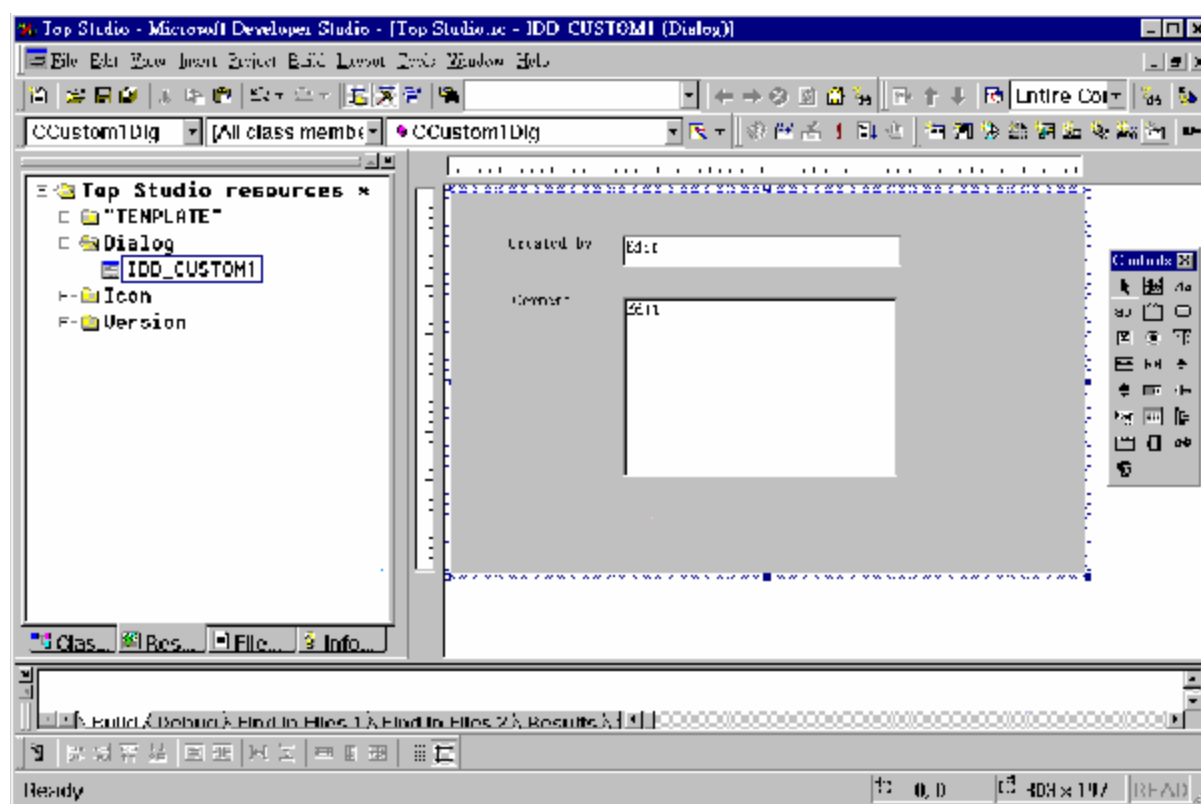 Top Studio - Microsoft Developer Studio - [Top Studio.rc - IDD_CUSTOM1 (Dialog)]
File Edit View Insert Project Build Layout Tools Window Help
Entire Co
CCustom1Dlg [All class membe CCustom1Dlg
Top Studio resources *
"TEMPLATE"
Dialog
IDD_CUSTOM1
Icon
Version
Created by Edit
Comment
Edit
Controls
Clas... Res... File... Info...
Build Debug Find in Files 1 Find in Files 2 Results
Ready 0, 0 READ